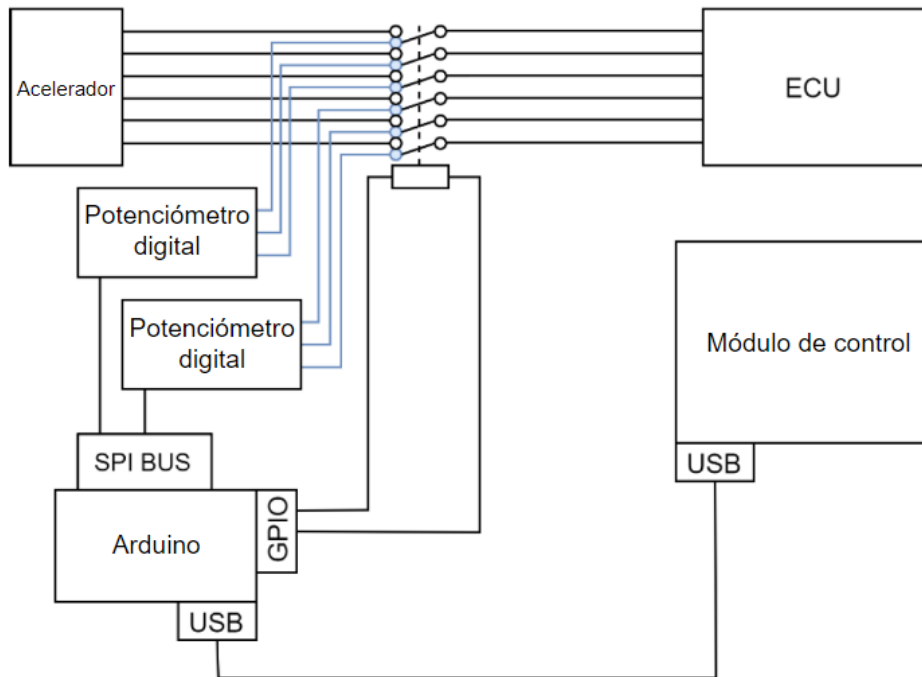 Acelerador
ECU
Potenciómetro
digital
Potenciómetro
digital
Módulo de control
USB
SPI BUS
Arduino
GPIO
USB